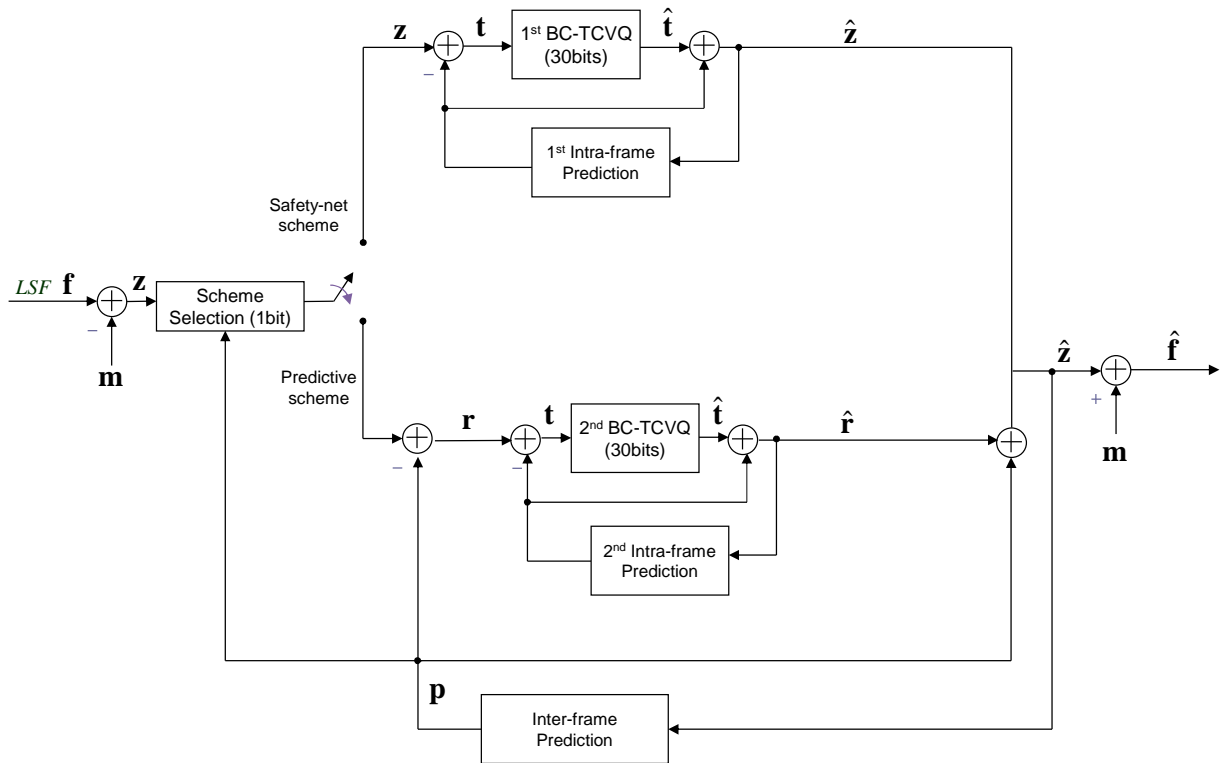 z
t
1st BC-TCVQ
(30bits)
t̂
ẑ
−
1st Intra-frame
Prediction
Safety-net
scheme
LSF f
z
Scheme
Selection (1bit)
−
m
Predictive
scheme
r
t
2nd BC-TCVQ
(30bits)
t̂
r̂
−
−
2nd Intra-frame
Prediction
ẑ
f̂
+
m
p
Inter-frame
Prediction